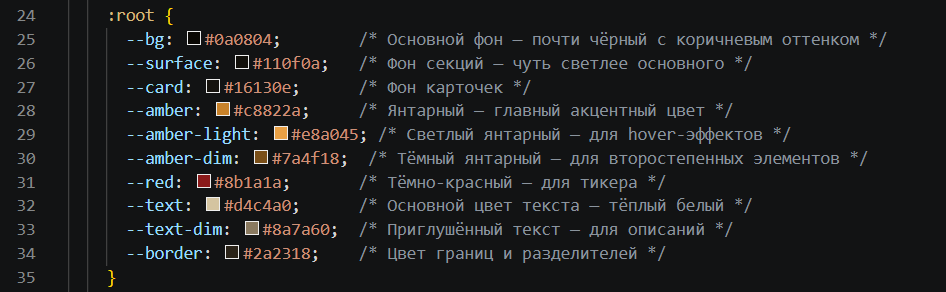 24 :root {
25 --bg: #0a0804; /* Основной фон — почти чёрный с коричневым оттенком */
26 --surface: #110f0a; /* Фон секций — чуть светлее основного */
27 --card: #16130e; /* Фон карточек */
28 --amber: #c8822a; /* Янтарный — главный акцентный цвет */
29 --amber-light: #e8a045; /* Светлый янтарный — для hover-эффектов */
30 --amber-dim: #7a4f18; /* Тёмный янтарный — для второстепенных элементов */
31 --red: #8b1a1a; /* Тёмно-красный — для тикера */
32 --text: #d4c4a0; /* Основной цвет текста — тёплый белый */
33 --text-dim: #8a7a60; /* Приглушённый текст — для описаний */
34 --border: #2a2318; /* Цвет границ и разделителей */
35 }